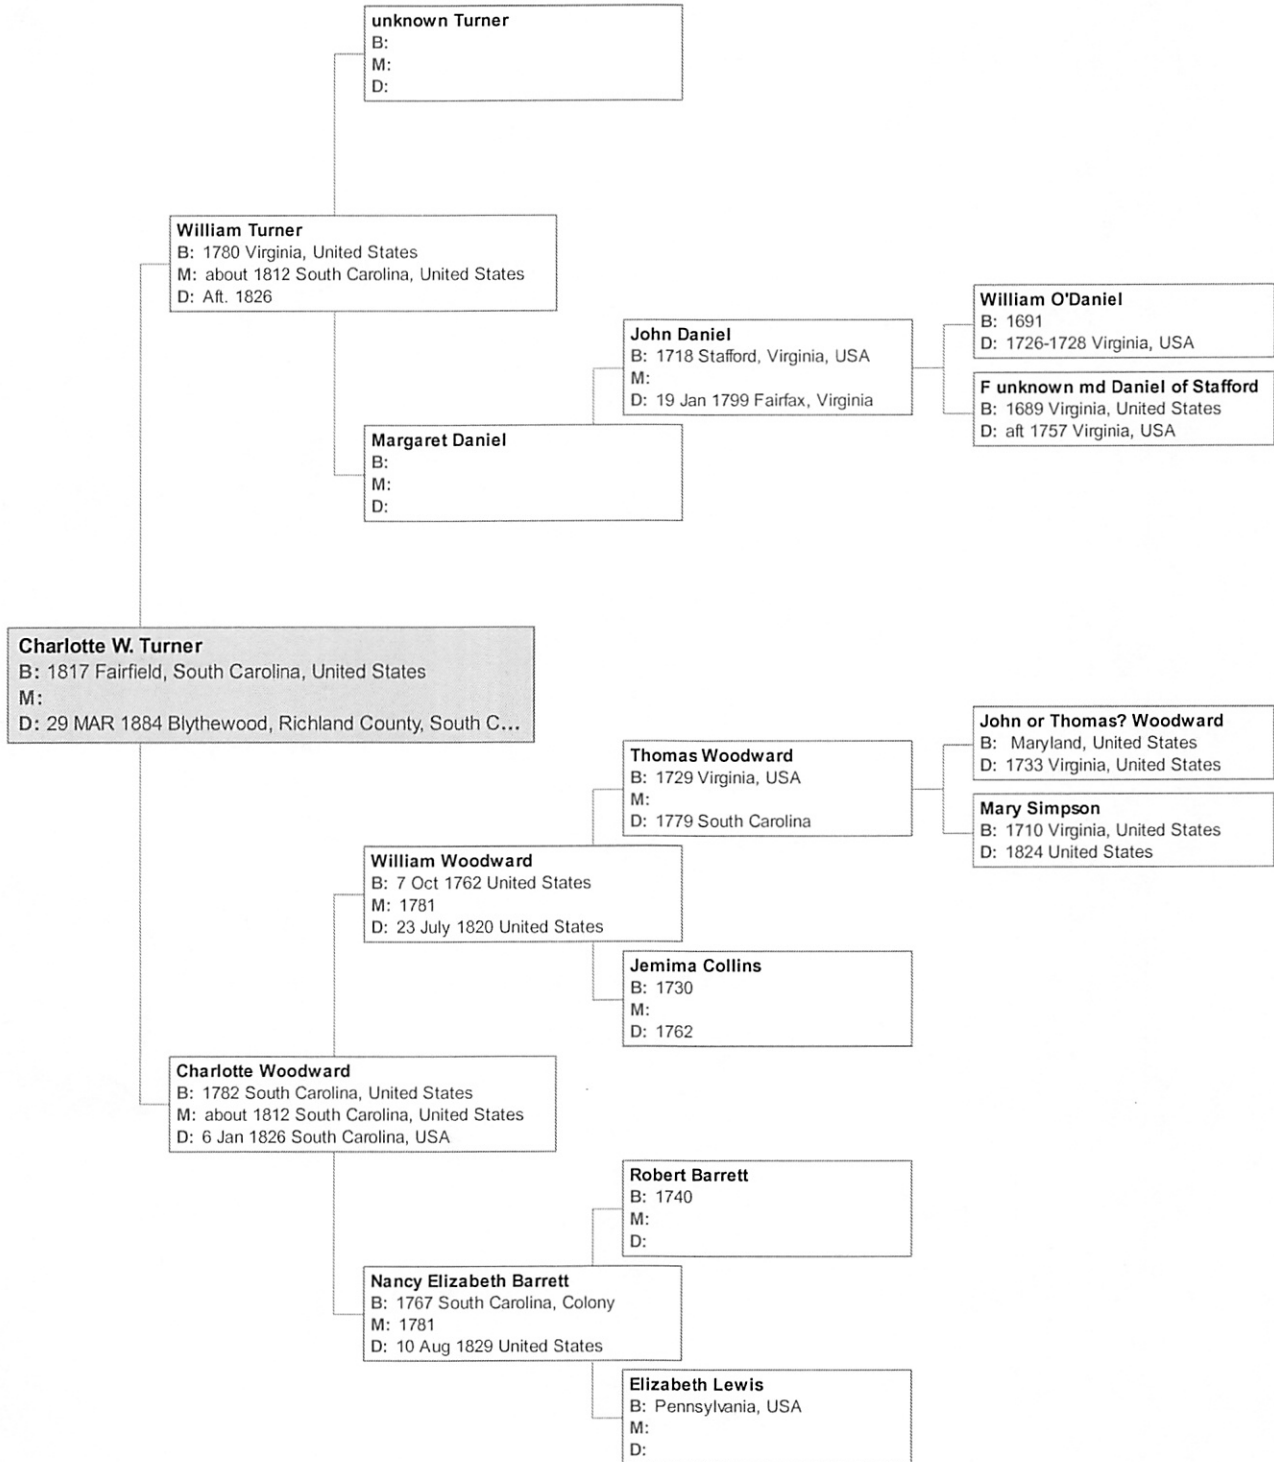 unknown Turner
B:
M:
D:
William Turner
B: 1780 Virginia, United States
M: about 1812 South Carolina, United States
D: Aft. 1826
William O'Daniel
B: 1691
D: 1726-1728 Virginia, USA
John Daniel
B: 1718 Stafford, Virginia, USA
M:
D: 19 Jan 1799 Fairfax, Virginia
F unknown md Daniel of Stafford
B: 1689 Virginia, United States
D: aft 1757 Virginia, USA
Margaret Daniel
B:
M:
D:
Charlotte W. Turner
B: 1817 Fairfield, South Carolina, United States
M:
D: 29 MAR 1884 Blythewood, Richland County, South C...
John or Thomas? Woodward
B: Maryland, United States
D: 1733 Virginia, United States
Thomas Woodward
B: 1729 Virginia, USA
M:
D: 1779 South Carolina
Mary Simpson
B: 1710 Virginia, United States
D: 1824 United States
William Woodward
B: 7 Oct 1762 United States
M: 1781
D: 23 July 1820 United States
Jemima Collins
B: 1730
M:
D: 1762
Charlotte Woodward
B: 1782 South Carolina, United States
M: about 1812 South Carolina, United States
D: 6 Jan 1826 South Carolina, USA
Robert Barrett
B: 1740
M:
D:
Nancy Elizabeth Barrett
B: 1767 South Carolina, Colony
M: 1781
D: 10 Aug 1829 United States
Elizabeth Lewis
B: Pennsylvania, USA
M:
D: